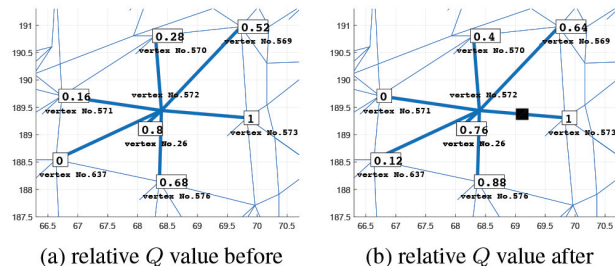 191
190.5
190
189.5
189
188.5
188
187.5
66.5 67 67.5 68 68.5 69 69.5 70 70.5
0.28
vertex No.570
0.52
vertex No.569
vertex No.572
0.16
vertex No.571
0.8
vertex No.26
1
vertex No.573
0
vertex No.637
0.68
vertex No.576
(a) relative Q value before
191
190.5
190
189.5
189
188.5
188
187.5
66.5 67 67.5 68 68.5 69 69.5 70 70.5
0.4
vertex No.570
0.64
vertex No.569
vertex No.572
0
vertex No.571
0.76
vertex No.26
1
vertex No.573
0.12
vertex No.637
0.88
vertex No.576
(b) relative Q value after